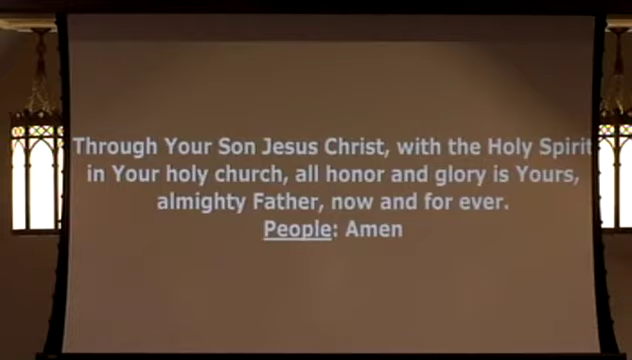 Through Your Son Jesus Christ, with the Holy Spirit
in Your holy church, all honor and glory is Yours,
almighty Father, now and for ever.
People: Amen